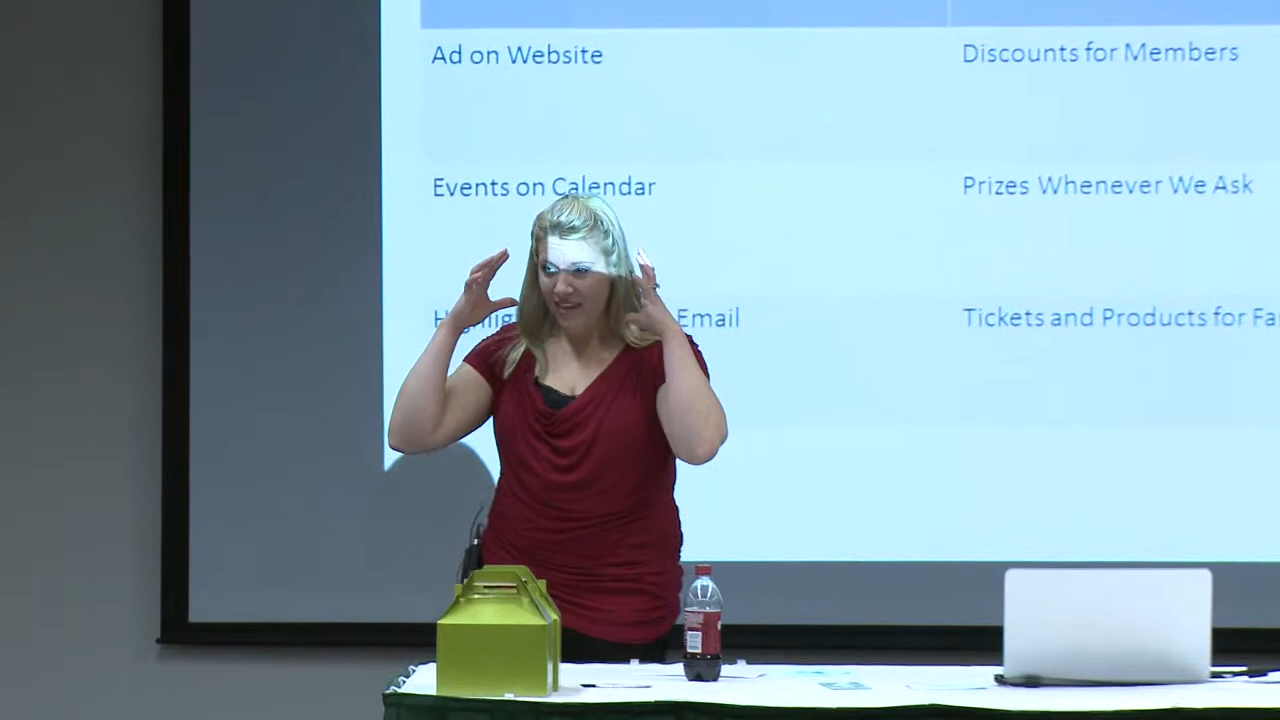 Ad on Website
Discounts for Members
Events on Calendar
Prizes Whenever We Ask
Email
Tickets and Products for